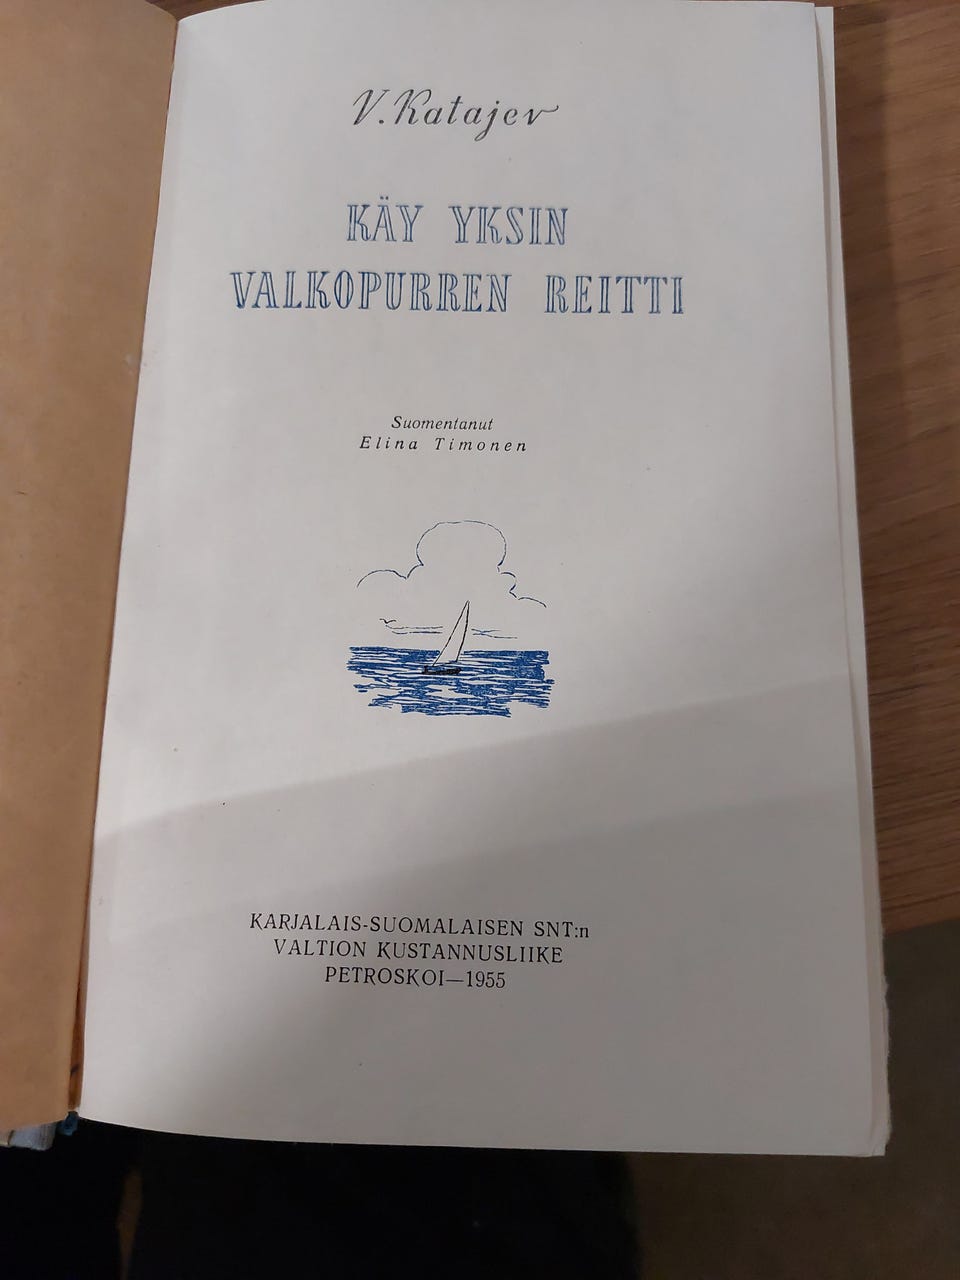 V. Katajev
KÄY YKSIN
VALKOPURREN REITTI
Suomentanut
Elina Timonen
KARJALAIS-SUOMALAISEN SNT:n
VALTION KUSTANNUSLIIKE
PETROSKOI—1955